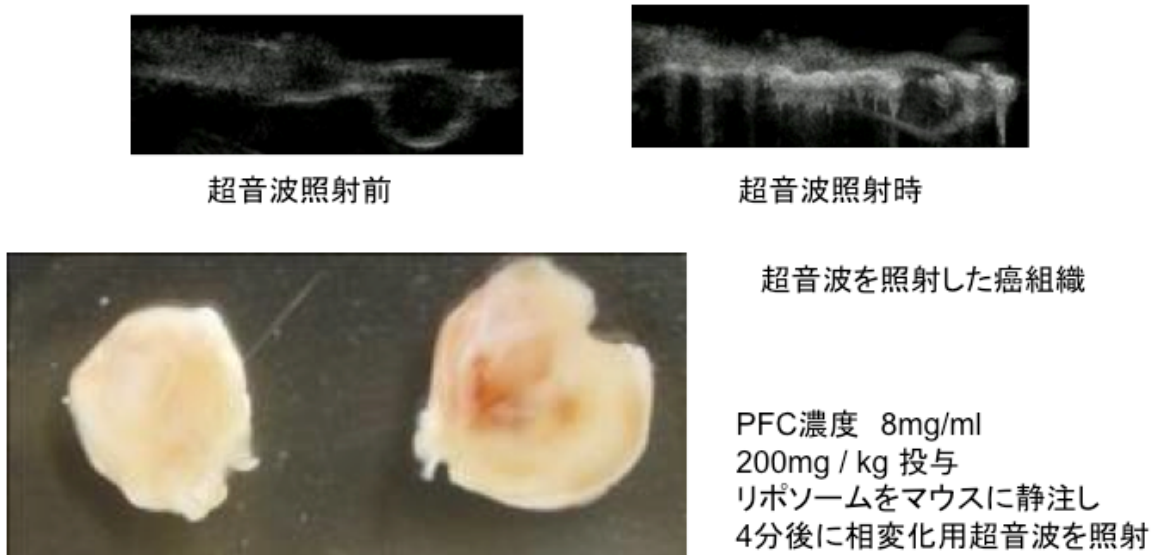 超音波照射前
超音波照射時
超音波を照射した癌組織
PFC濃度 8mg/ml
200mg / kg 投与
リポソームをマウスに静注し
4分後に相変化用超音波を照射